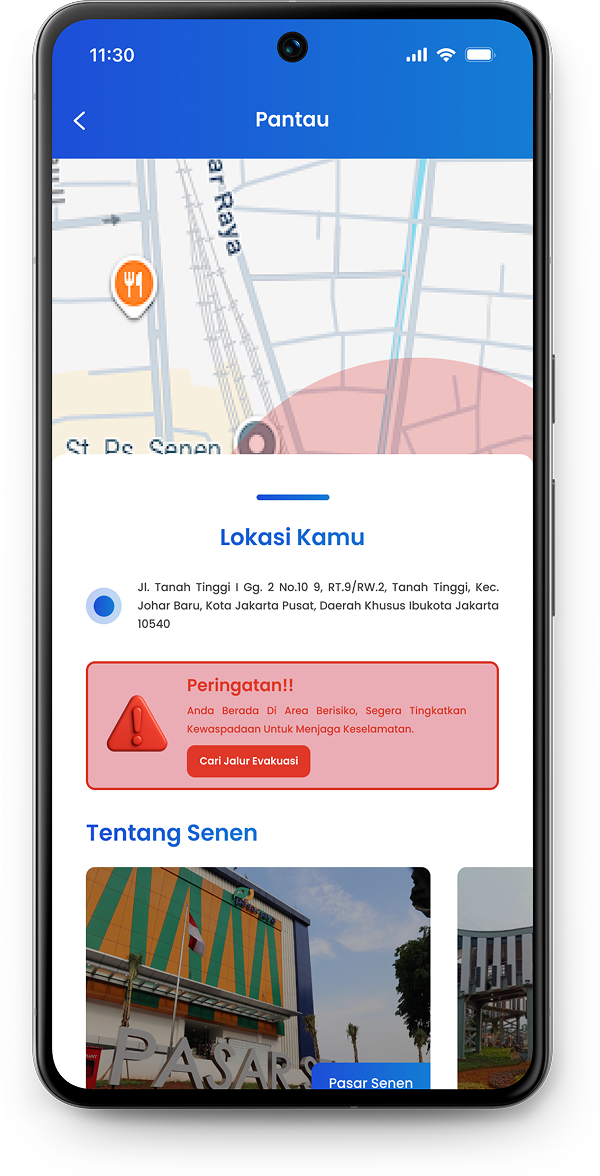 11:30
Pantau
ar Raya
St. Ps. Senen
Lokasi Kamu
Jl. Tanah Tinggi I Gg. 2 No.10 9, RT.9/RW.2, Tanah Tinggi, Kec.
Johar Baru, Kota Jakarta Pusat, Daerah Khusus Ibukota Jakarta
10540
Peringatan!!
Anda Berada Di Area Berisiko, Segera Tingkatkan
Kewaspadaan Untuk Menjaga Keselamatan.
Cari Jalur Evakuasi
Tentang Senen
PASAR S
Pasar Senen